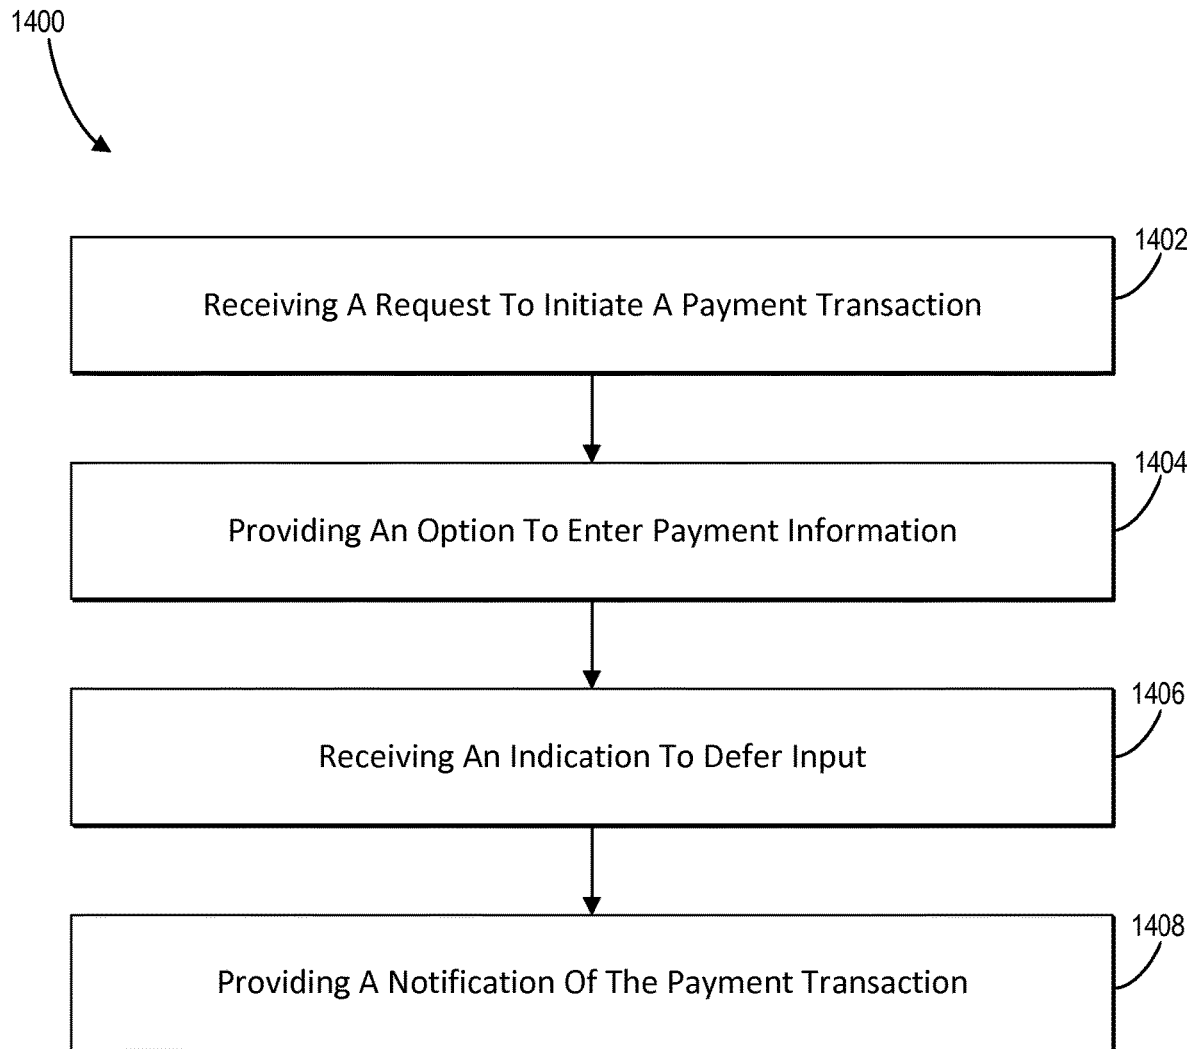 1400
1402
Receiving A Request To Initiate A Payment Transaction
1404
Providing An Option To Enter Payment Information
1406
Receiving An Indication To Defer Input
1408
Providing A Notification Of The Payment Transaction